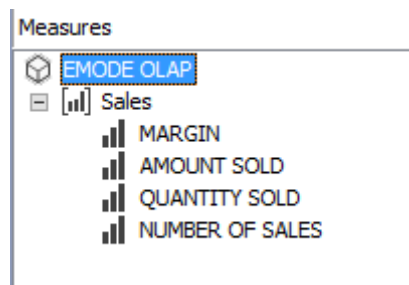 Measures
EMODE OLAP
Sales
MARGIN
AMOUNT SOLD
QUANTITY SOLD
NUMBER OF SALES